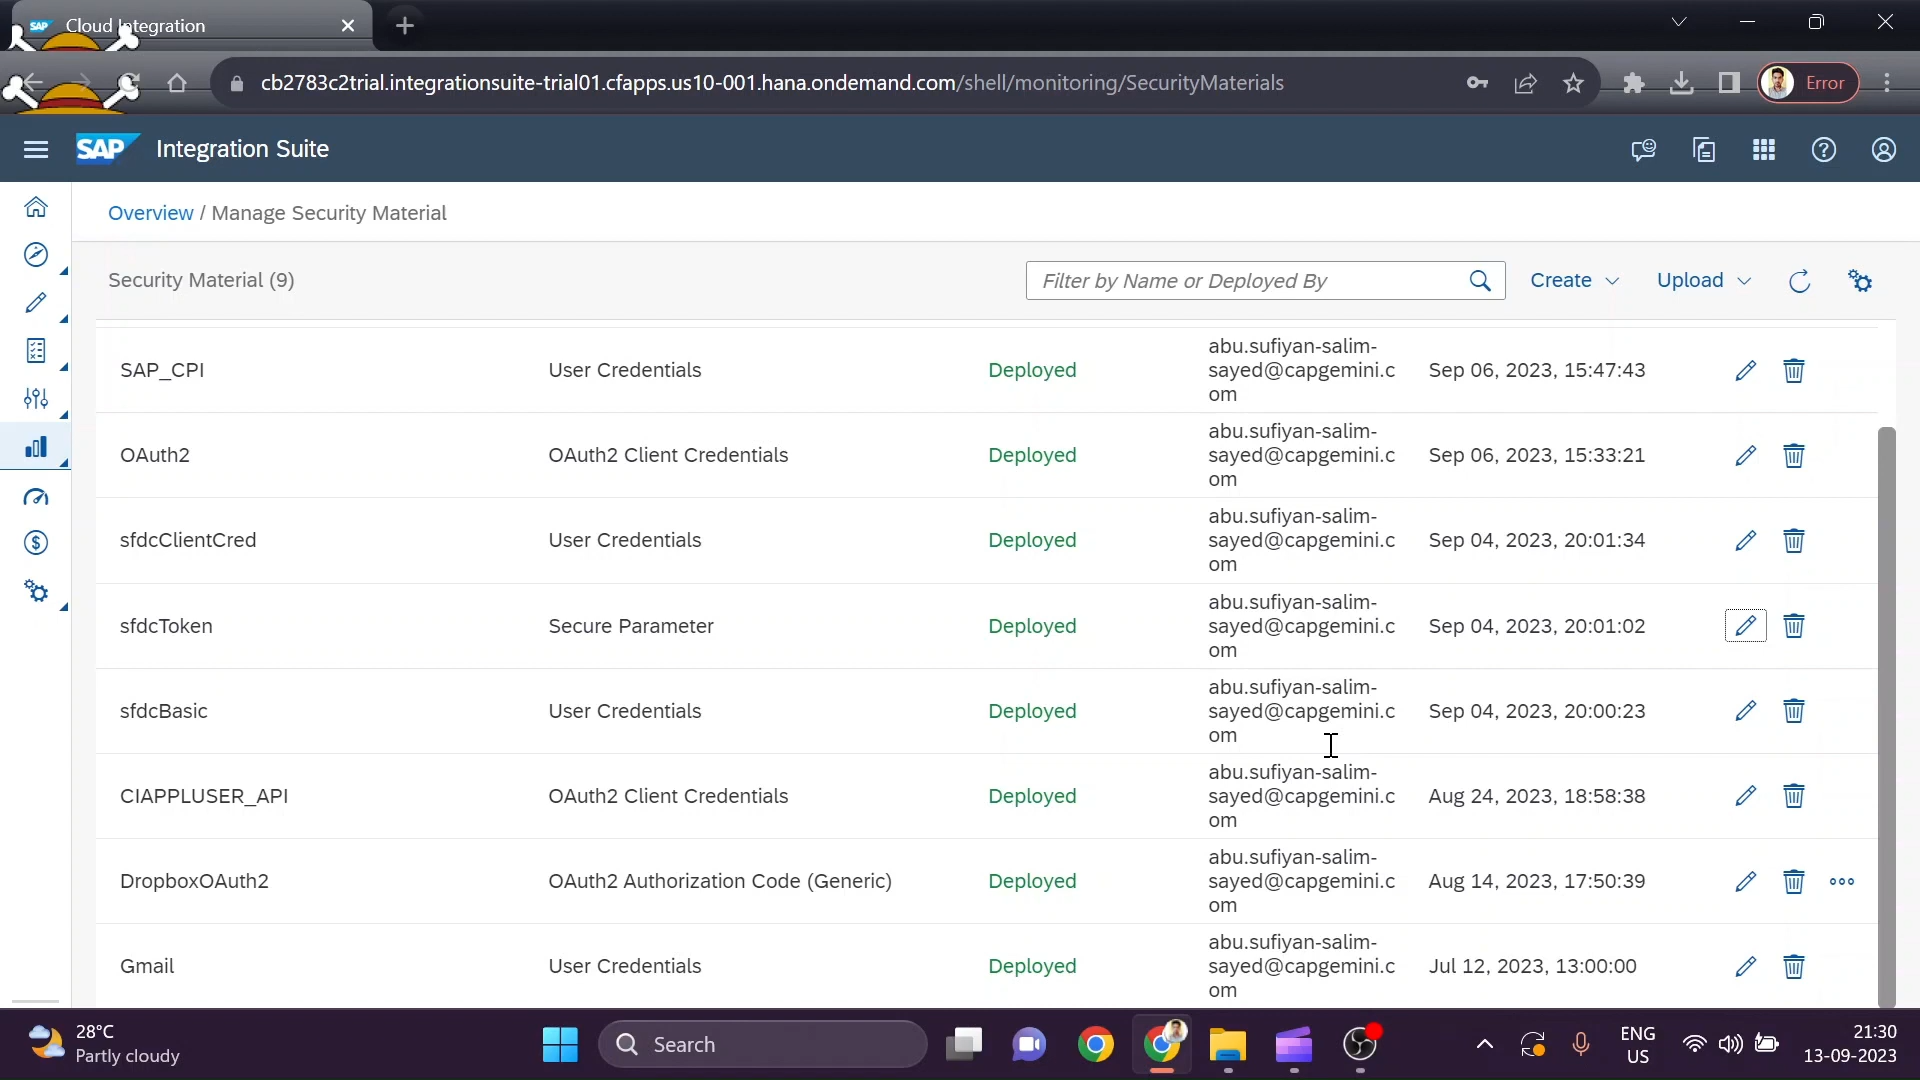 SAP Cloud Integration
cb2783c2trial.integrationsuite-trial01.cfapps.us10-001.hana.ondemand.com/shell/monitoring/SecurityMaterials
Error
SAP Integration Suite
Overview / Manage Security Material
Security Material (9)
Filter by Name or Deployed By
Create
Upload
SAP_CPI User Credentials Deployed abu.sufiyan-salim-
sayed@capgemini.c
om
Sep 06, 2023, 15:47:43
OAuth2 OAuth2 Client Credentials Deployed abu.sufiyan-salim-
sayed@capgemini.c
om
Sep 06, 2023, 15:33:21
sfdcClientCred User Credentials Deployed abu.sufiyan-salim-
sayed@capgemini.c
om
Sep 04, 2023, 20:01:34
sfdcToken Secure Parameter Deployed abu.sufiyan-salim-
sayed@capgemini.c
om
Sep 04, 2023, 20:01:02
sfdcBasic User Credentials Deployed abu.sufiyan-salim-
sayed@capgemini.c
om
Sep 04, 2023, 20:00:23
CIAPPLUSER_API OAuth2 Client Credentials Deployed abu.sufiyan-salim-
sayed@capgemini.c
om
Aug 24, 2023, 18:58:38
DropboxOAuth2 OAuth2 Authorization Code (Generic) Deployed abu.sufiyan-salim-
sayed@capgemini.c
om
Aug 14, 2023, 17:50:39
Gmail User Credentials Deployed abu.sufiyan-salim-
sayed@capgemini.c
om
Jul 12, 2023, 13:00:00
28°C
Partly cloudy
Search
ENG
US
21:30
13-09-2023